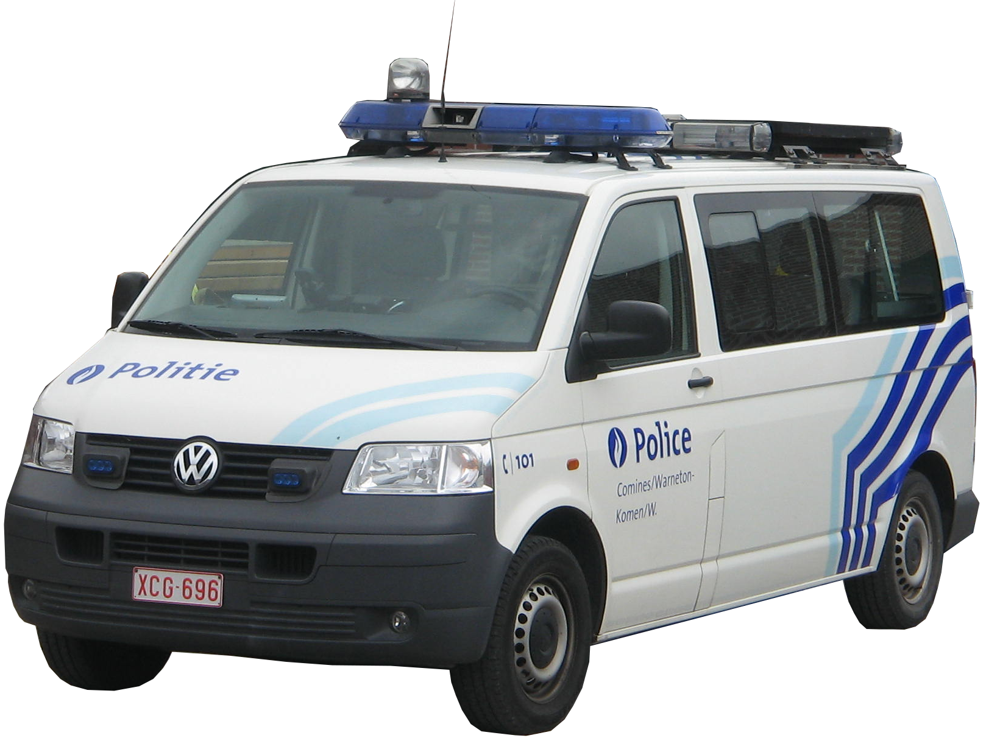 Politie
101
Police
Comines/Warneton-
Komen/W.
XCG-696